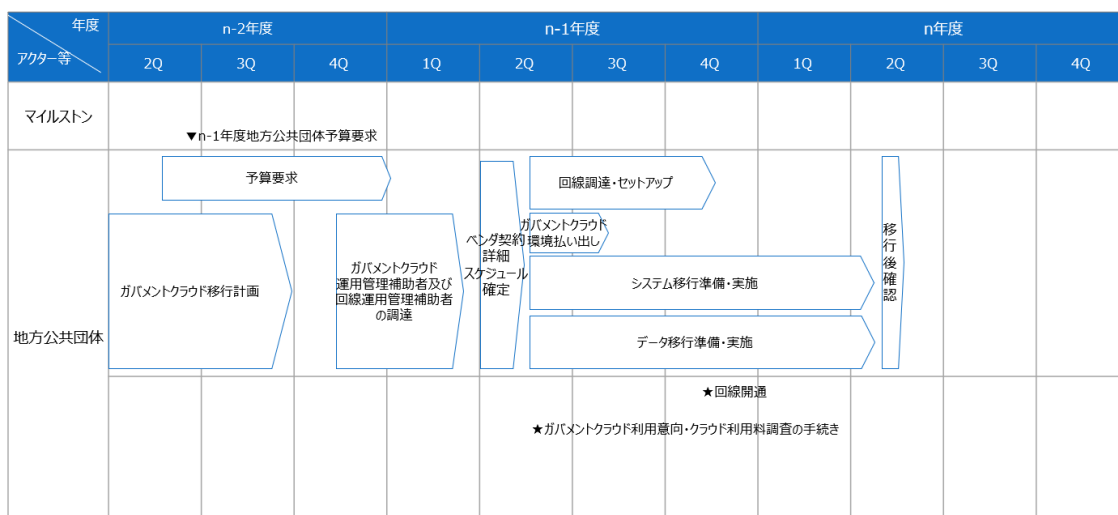 年度
n-2年度
n-1年度
n年度
アクター等
2Q
3Q
4Q
1Q
2Q
3Q
4Q
1Q
2Q
3Q
4Q
マイルストン
▼n-1年度地方公共団体予算要求
地方公共団体
予算要求
ガバメントクラウド移行計画
ガバメントクラウド
運用管理補助者及び
回線運用管理補助者
の調達
ベンダ契約
詳細
スケジュール
確定
回線調達・セットアップ
ガバメントクラウド
環境払い出し
システム移行準備・実施
データ移行準備・実施
移行後確認
★回線開通
★ガバメントクラウド利用意向・クラウド利用料調査の手続き